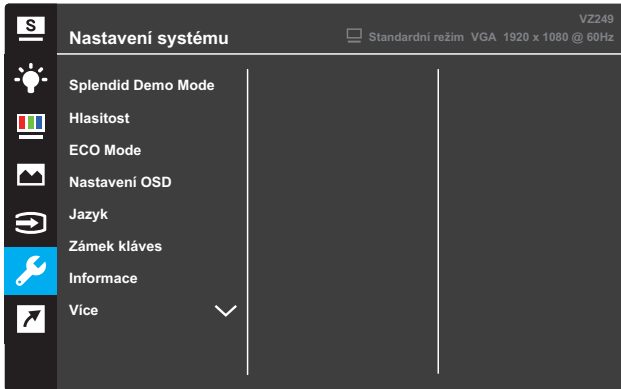 S
VZ249
Nastavení systému
Standardní režim VGA 1920 x 1080 @ 60Hz
Splendid Demo Mode
Hlasitost
ECO Mode
Nastavení OSD
Jazyk
Zámek kláves
Informace
Více